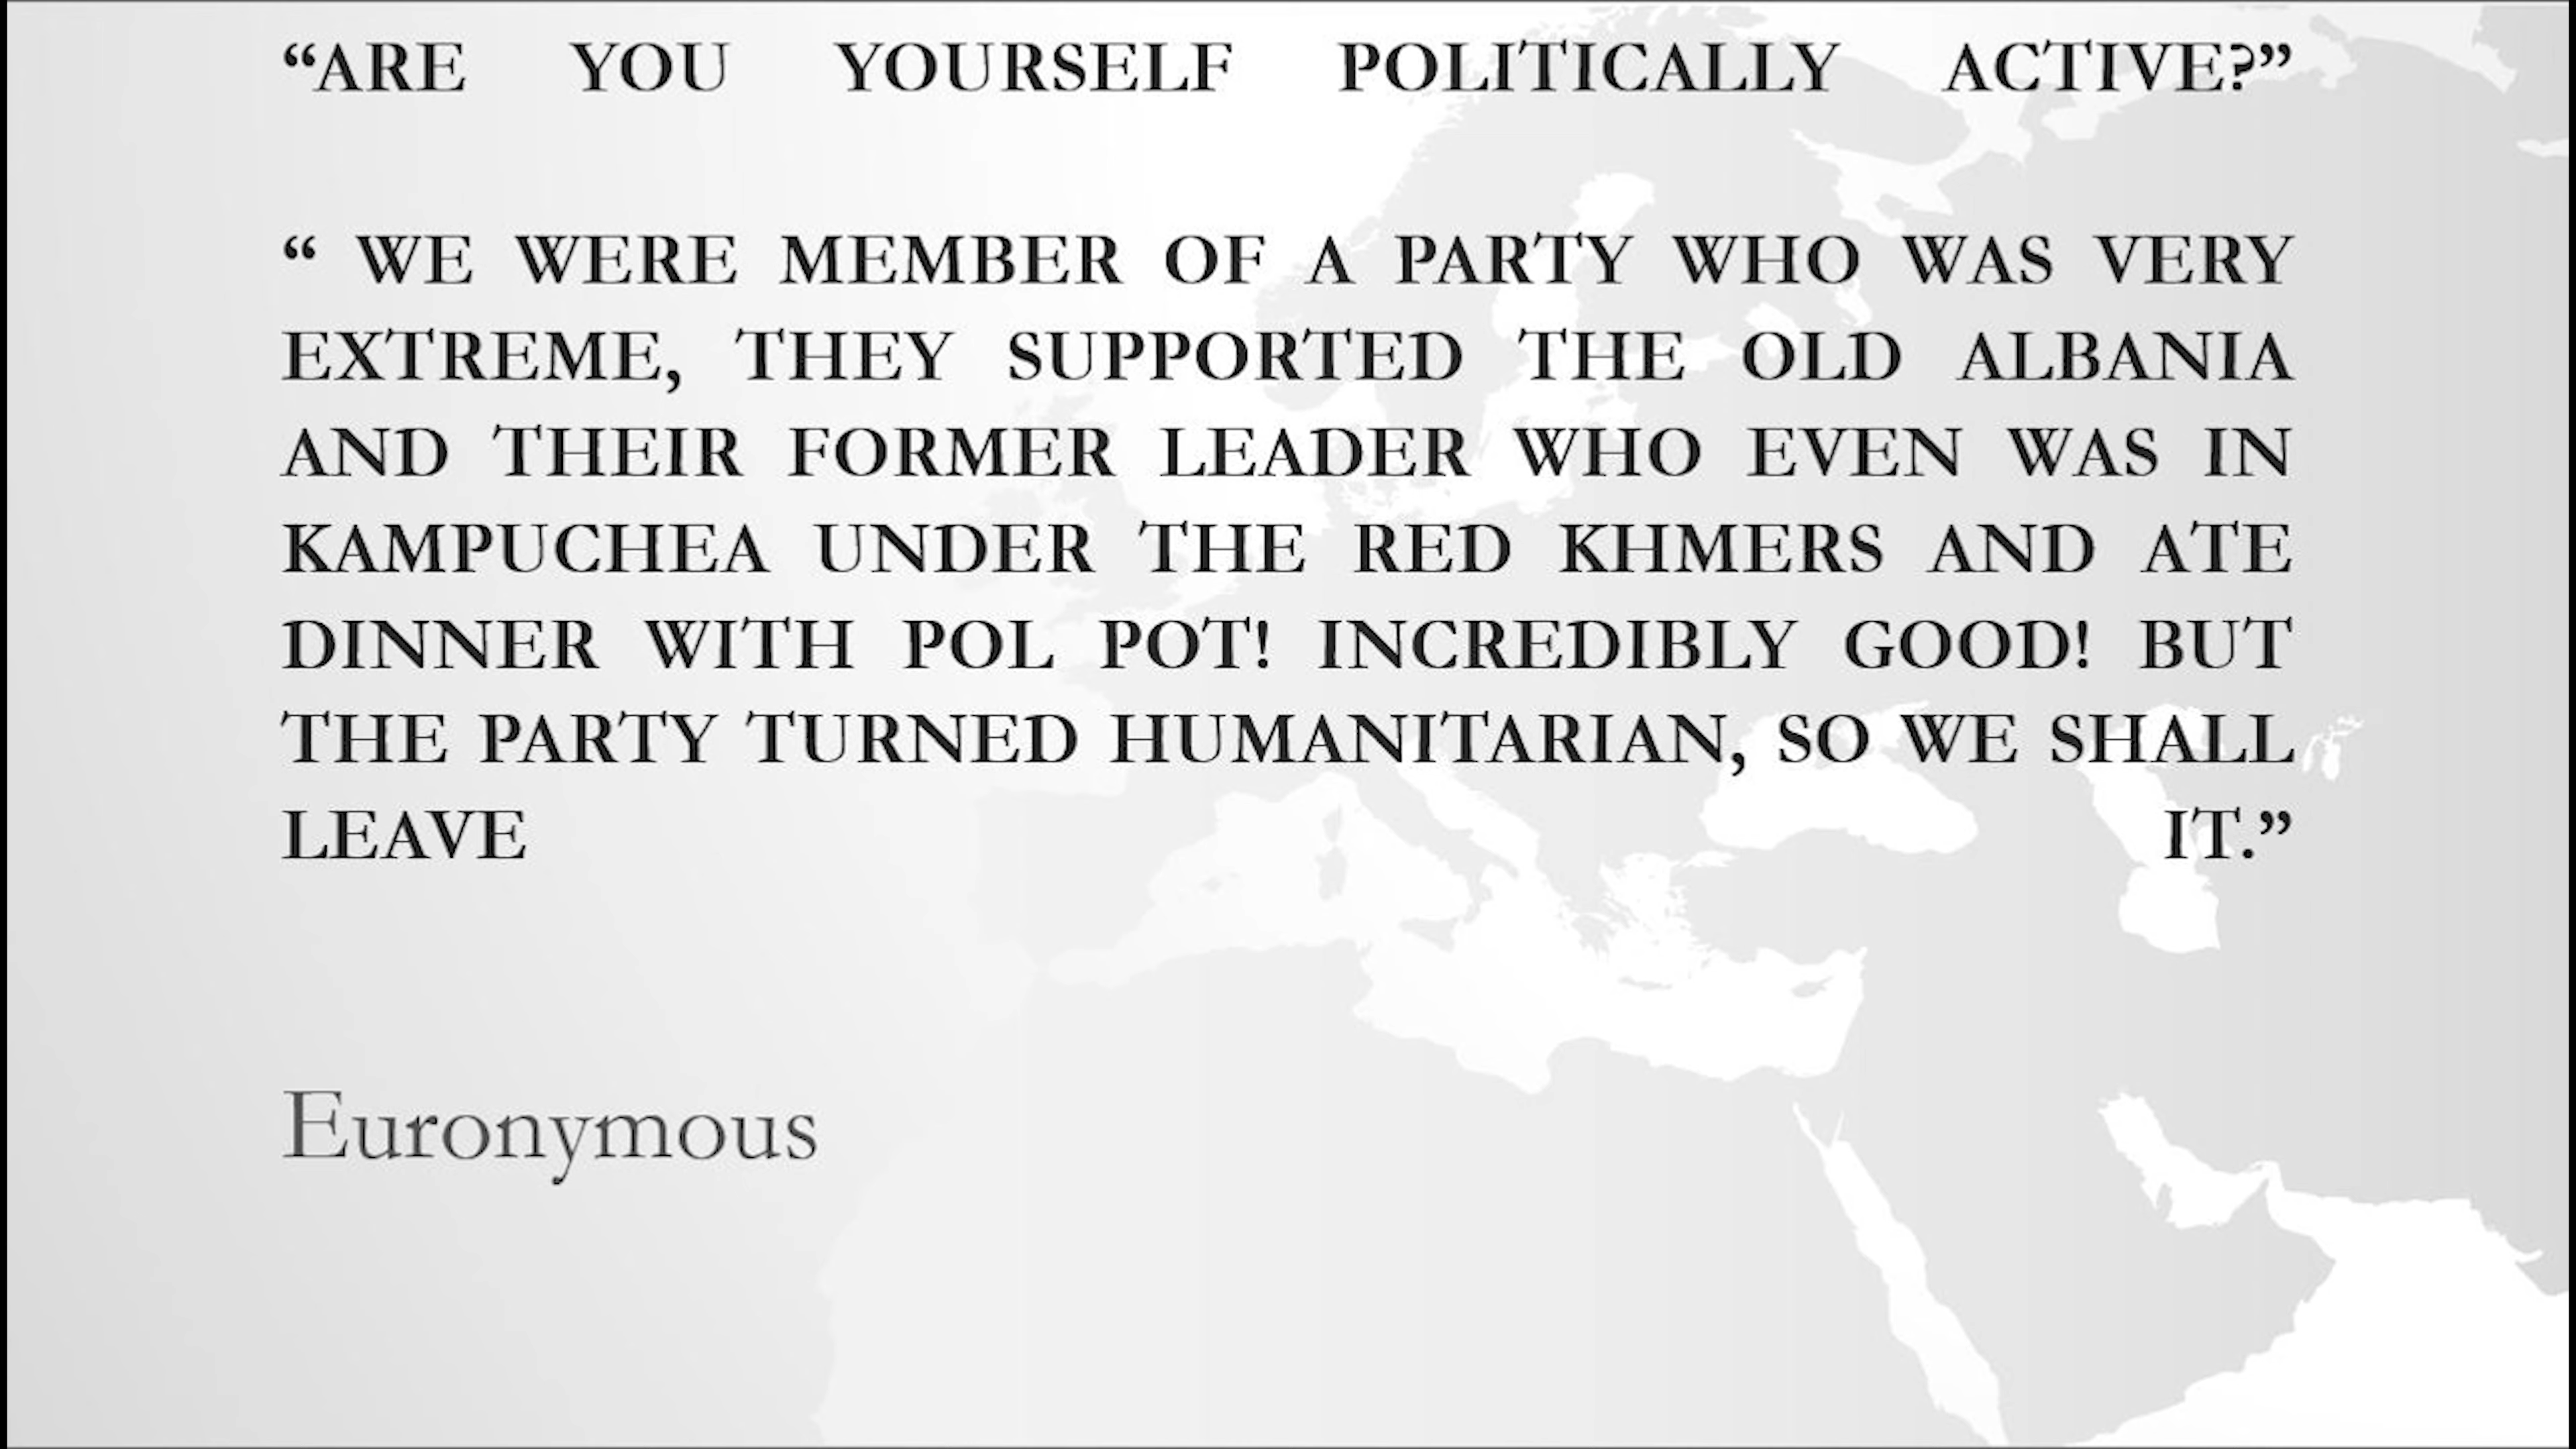 “ARE YOU YOURSELF POLITICALLY ACTIVE?”
“ WE WERE MEMBER OF A PARTY WHO WAS VERY
EXTREME, THEY SUPPORTED THE OLD ALBANIA
AND THEIR FORMER LEADER WHO EVEN WAS IN
KAMPUCHEA UNDER THE RED KHMERS AND ATE
DINNER WITH POL POT! INCREDIBLY GOOD! BUT
THE PARTY TURNED HUMANITARIAN, SO WE SHALL
LEAVE IT.”
Euronymous